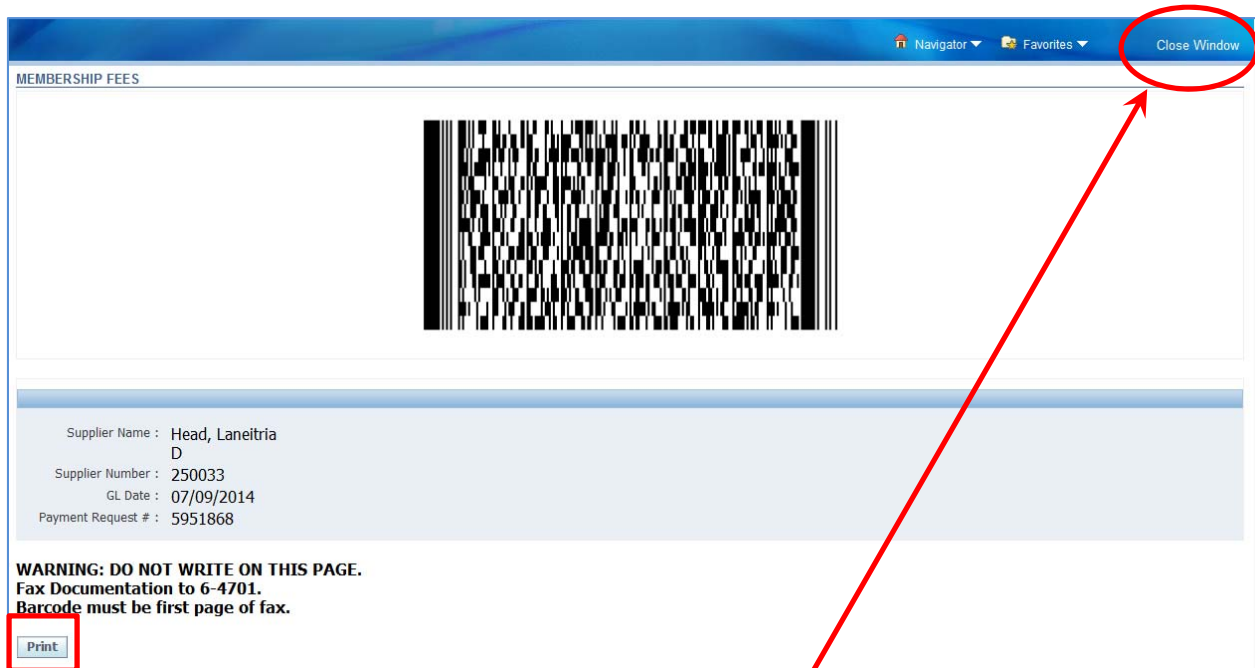 Navigator Favorites Close Window
MEMBERSHIP FEES
Supplier Name : Head, Laneitria
D
Supplier Number : 250033
GL Date : 07/09/2014
Payment Request # : 5951868
WARNING: DO NOT WRITE ON THIS PAGE.
Fax Documentation to 6-4701.
Barcode must be first page of fax.
Print